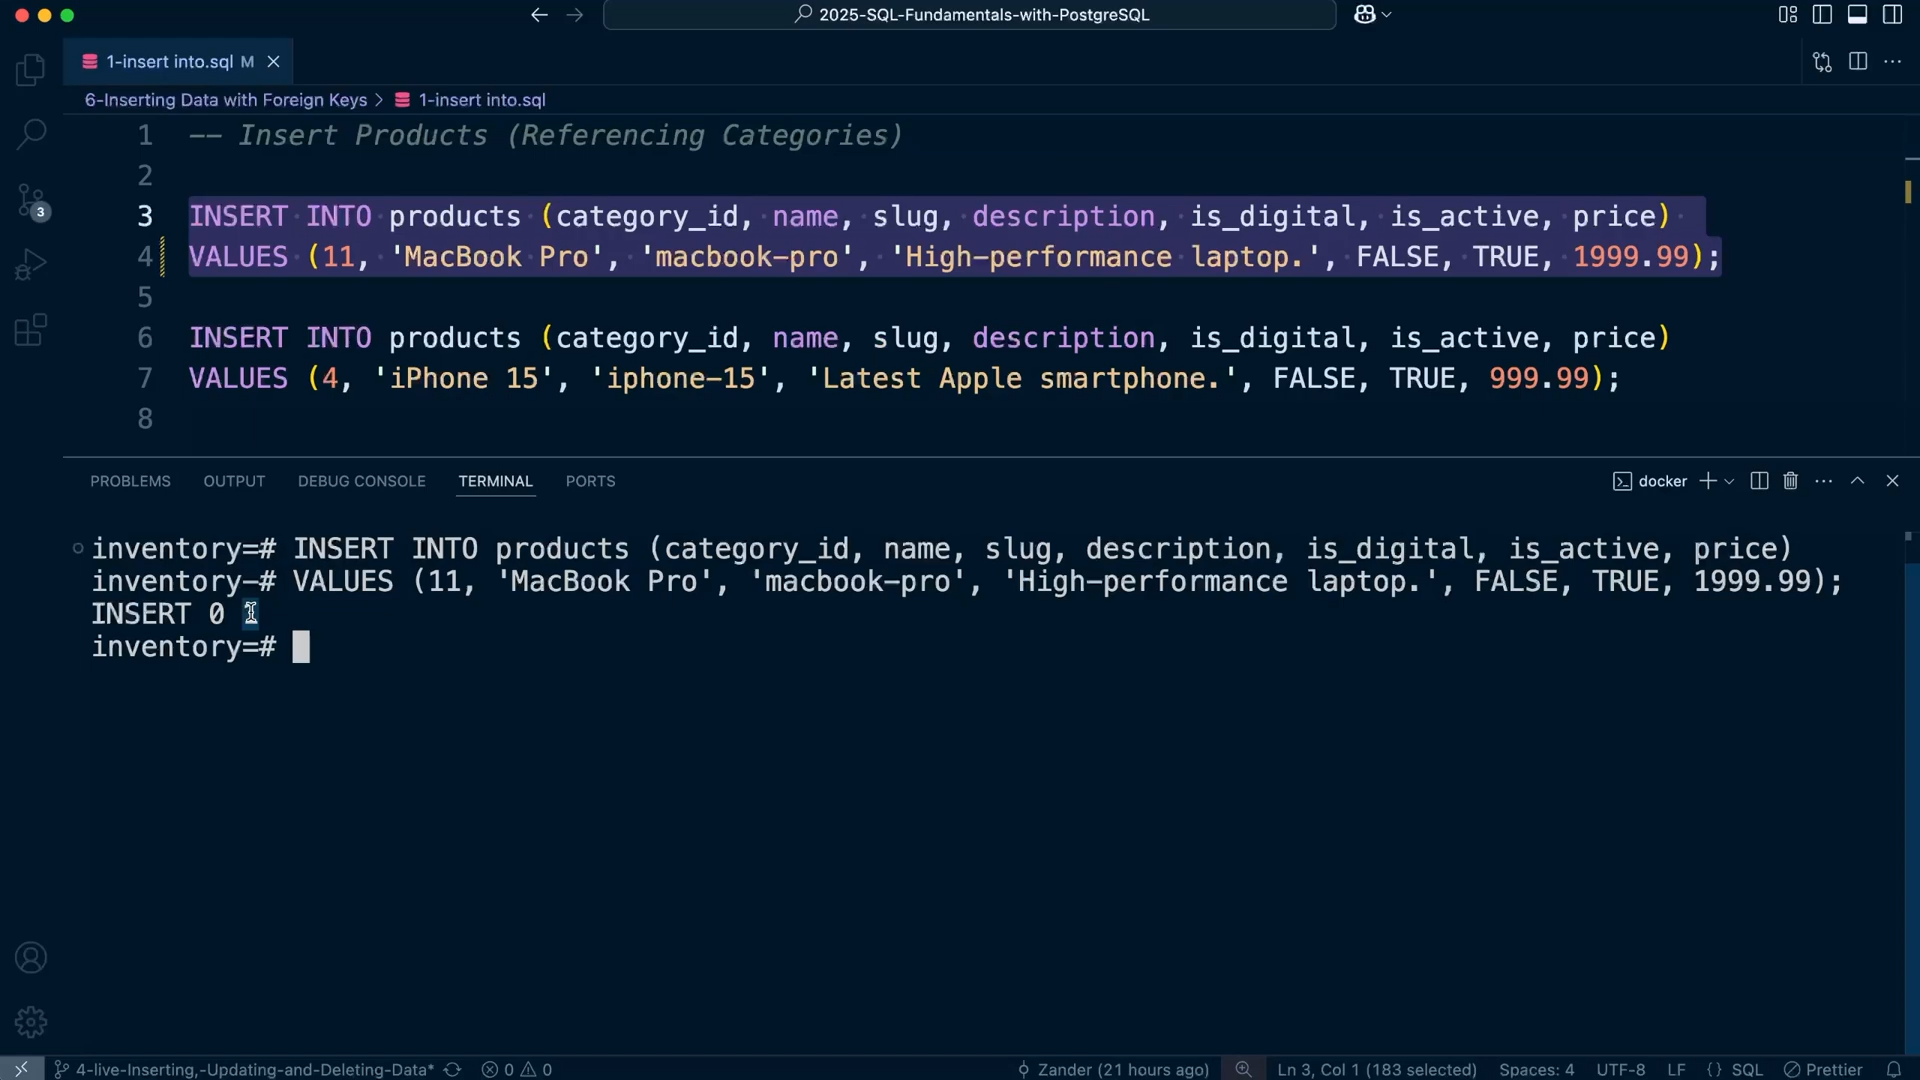 2025-SQL-Fundamentals-with-PostgreSQL
1-insert into.sql M
6-Inserting Data with Foreign Keys > 1-insert into.sql
1 -- Insert Products (Referencing Categories)
2
3 INSERT INTO products (category_id, name, slug, description, is_digital, is_active, price)
4 VALUES (11, 'MacBook Pro', 'macbook-pro', 'High-performance laptop.', FALSE, TRUE, 1999.99);
5
6 INSERT INTO products (category_id, name, slug, description, is_digital, is_active, price)
7 VALUES (4, 'iPhone 15', 'iphone-15', 'Latest Apple smartphone.', FALSE, TRUE, 999.99);
8
3
PROBLEMS OUTPUT DEBUG CONSOLE TERMINAL PORTS docker
inventory=# INSERT INTO products (category_id, name, slug, description, is_digital, is_active, price)
inventory-# VALUES (11, 'MacBook Pro', 'macbook-pro', 'High-performance laptop.', FALSE, TRUE, 1999.99);
INSERT 0 1
inventory=#
4-live-Inserting,-Updating-and-Deleting-Data* 0 0 Zander (21 hours ago) Ln 3, Col 1 (183 selected) Spaces: 4 UTF-8 LF {} SQL Prettier